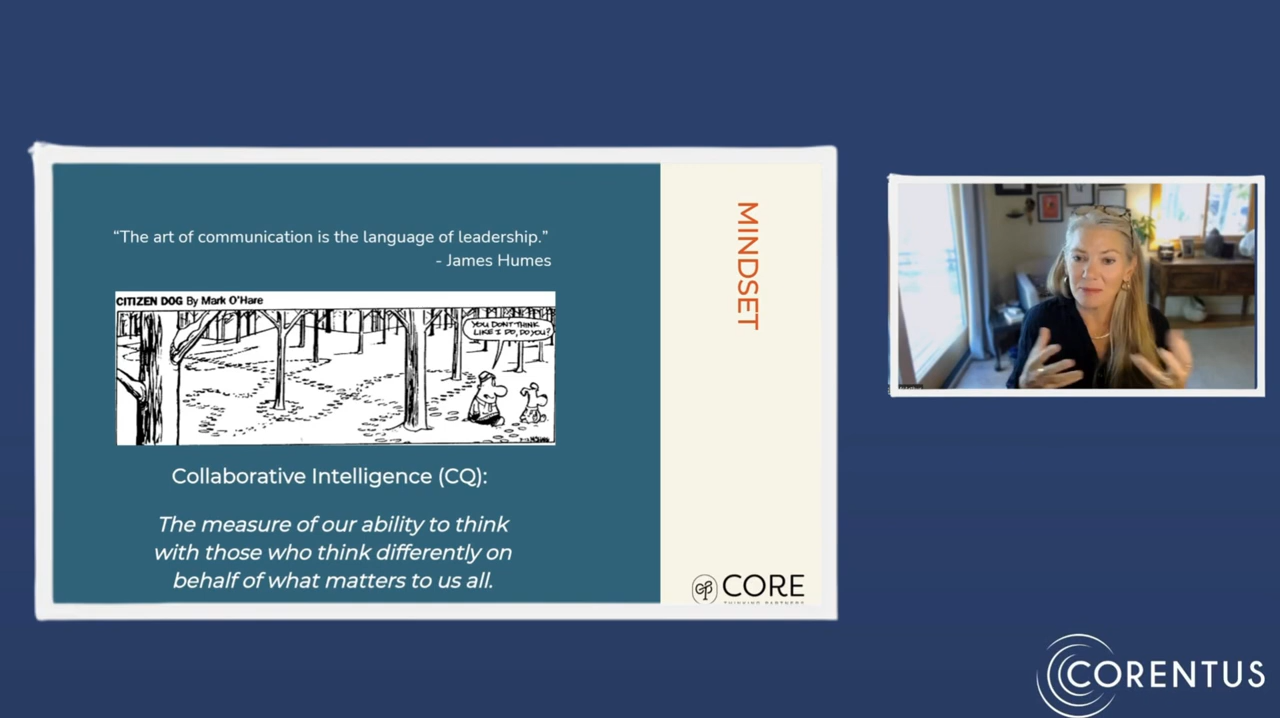 “The art of communication is the language of leadership.”
- James Humes
CITIZEN DOG By Mark O'Hare
YOU DON'T THINK
LIKE I DO, DO YOU?
Collaborative Intelligence (CQ):
The measure of our ability to think
with those who think differently on
behalf of what matters to us all.
MINDSET
CORE
THINKING PARTNERS
CORENTUS